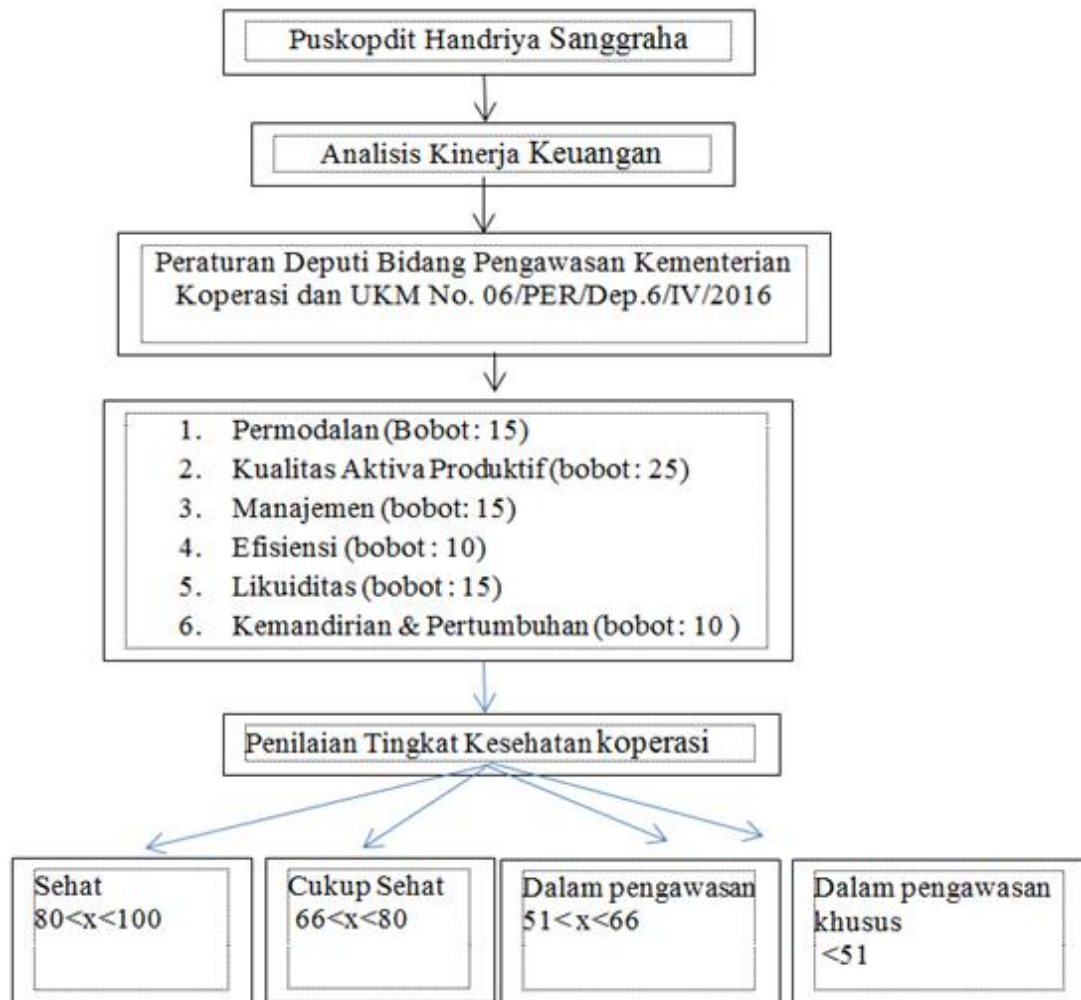 Puskopdit Handriya Sanggraha
Analisis Kinerja Keuangan
Peraturan Deputi Bidang Pengawasan Kementerian
Koperasi dan UKM No. 06/PER/Dep.6/IV/2016
1. Permodalan (Bobot : 15)
2. Kualitas Aktiva Produktif (bobot : 25)
3. Manajemen (bobot: 15)
4. Efisiensi (bobot : 10)
5. Likuiditas (bobot : 15)
6. Kemandirian & Pertumbuhan (bobot : 10 )
Penilaian Tingkat Kesehatan koperasi
Sehat
80<x<100
Cukup Sehat
66<x<80
Dalam pengawasan
51<x<66
Dalam pengawasan
khusus
<51